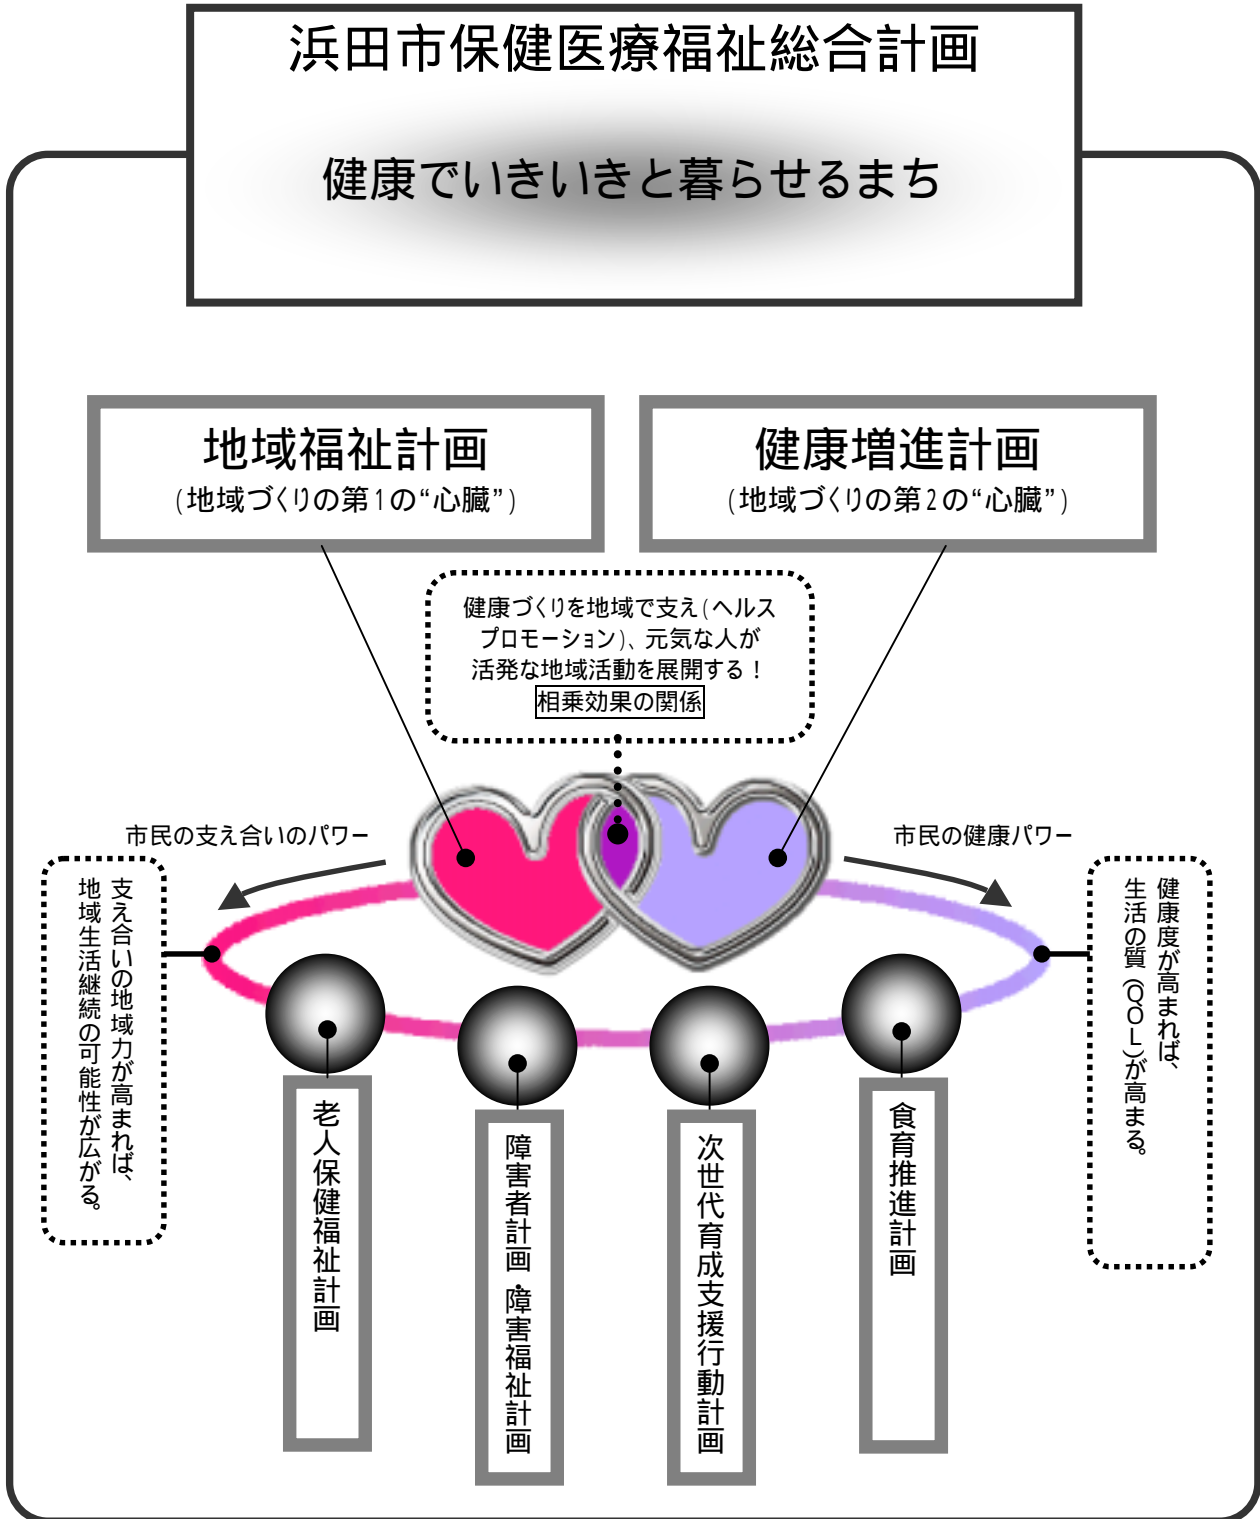 浜田市保健医療福祉総合計画
健康でいきいきと暮らせるまち
地域福祉計画
(地域づくりの第1の“心臓”)
健康増進計画
(地域づくりの第2の“心臓”)
健康づくりを地域で支え(ヘルス
プロモーション)、元気な人が
活発な地域活動を展開する！
相乗効果の関係
市民の支え合いのパワー
市民の健康パワー
支え合いの地域力が高まれば、
地域生活継続の可能性が広がる。
健康度が高まれば、
生活の質(QOL)が高まる。
老人保健福祉計画
障害者計画・障害福祉計画
次世代育成支援行動計画
食育推進計画